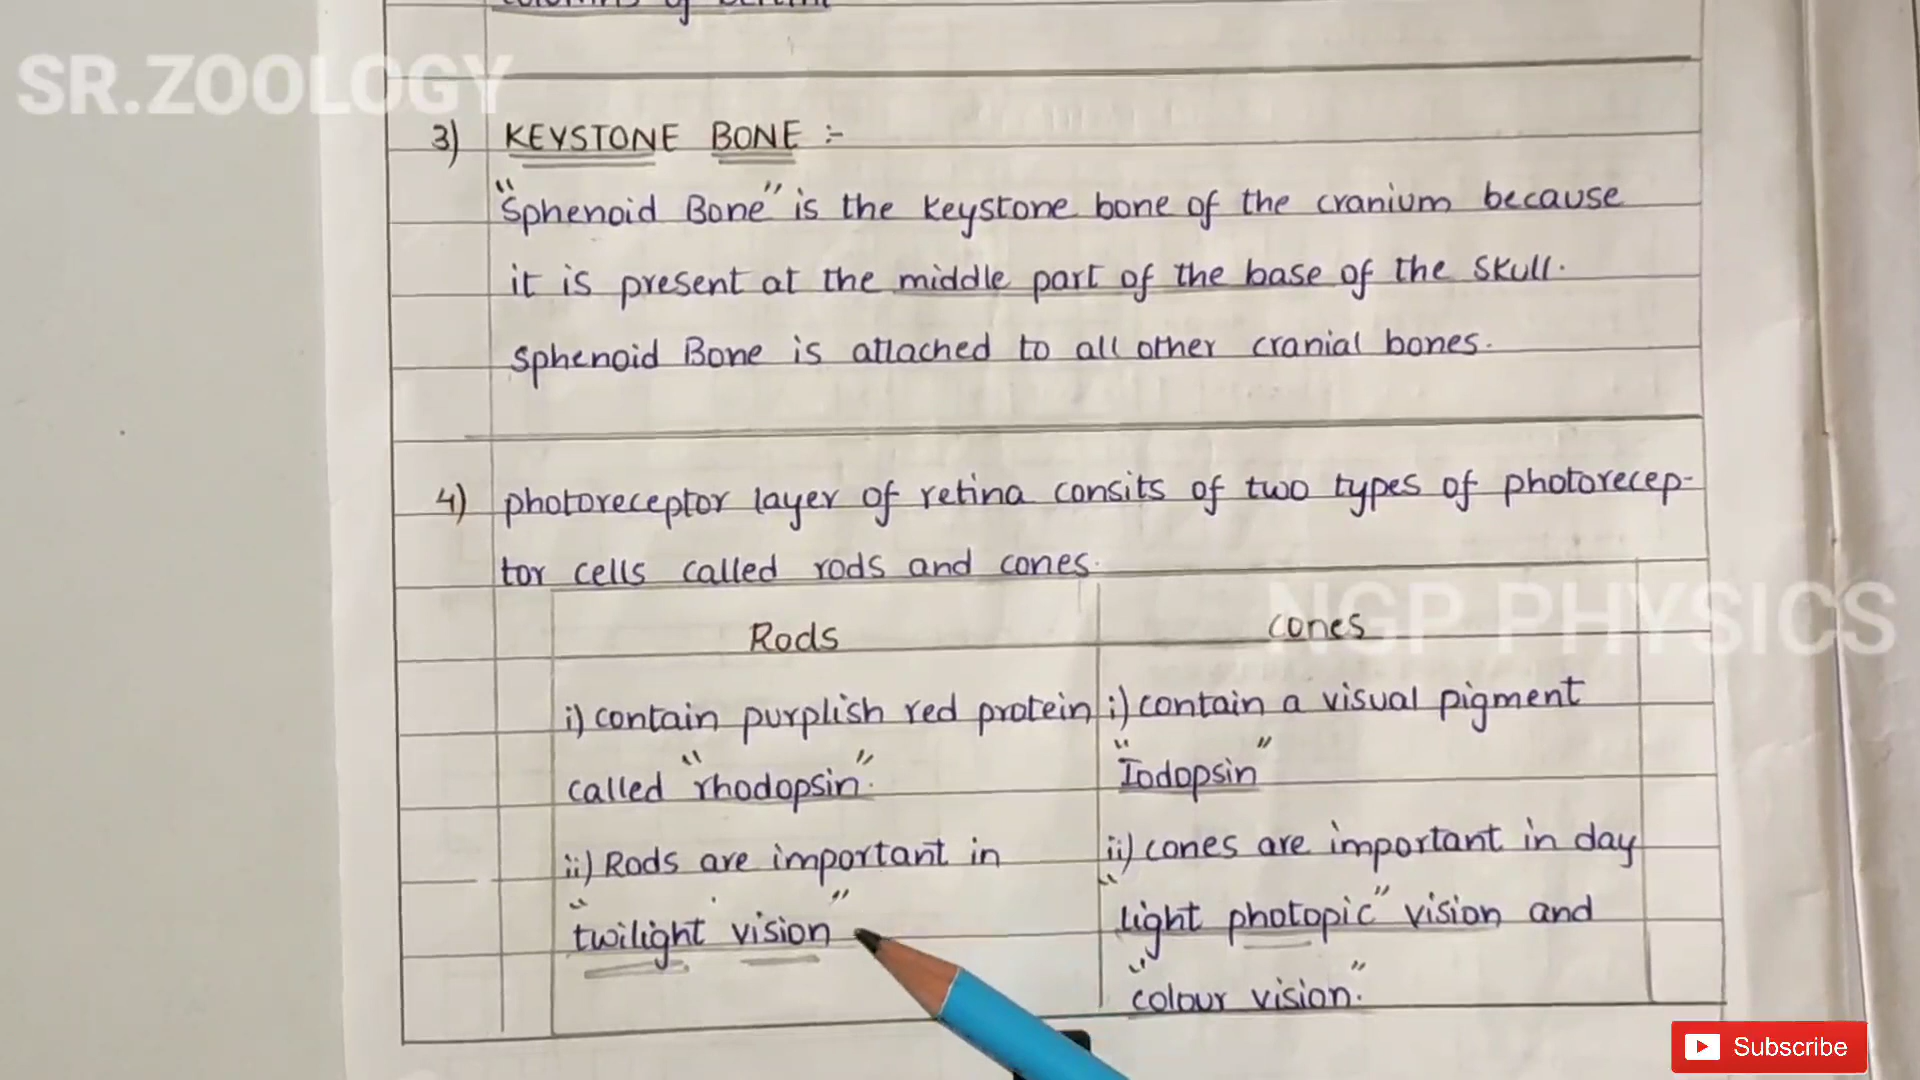 columns of Bertini
SR.ZOOLOGY
3) KEYSTONE BONE :-
"Sphenoid Bone" is the keystone bone of the cranium because
it is present at the middle part of the base of the skull.
Sphenoid Bone is attached to all other cranial bones.
4) photoreceptor layer of retina consits of two types of photorecep-
tor cells called rods and cones.
NGP PHYSICS
Rods
cones
i) contain purplish red protein
called "rhodopsin".
ii) Rods are important in
"twilight vision"
i) contain a visual pigment
"Iodopsin"
ii) cones are important in day
"light photopic" vision and
"colour vision."
Subscribe